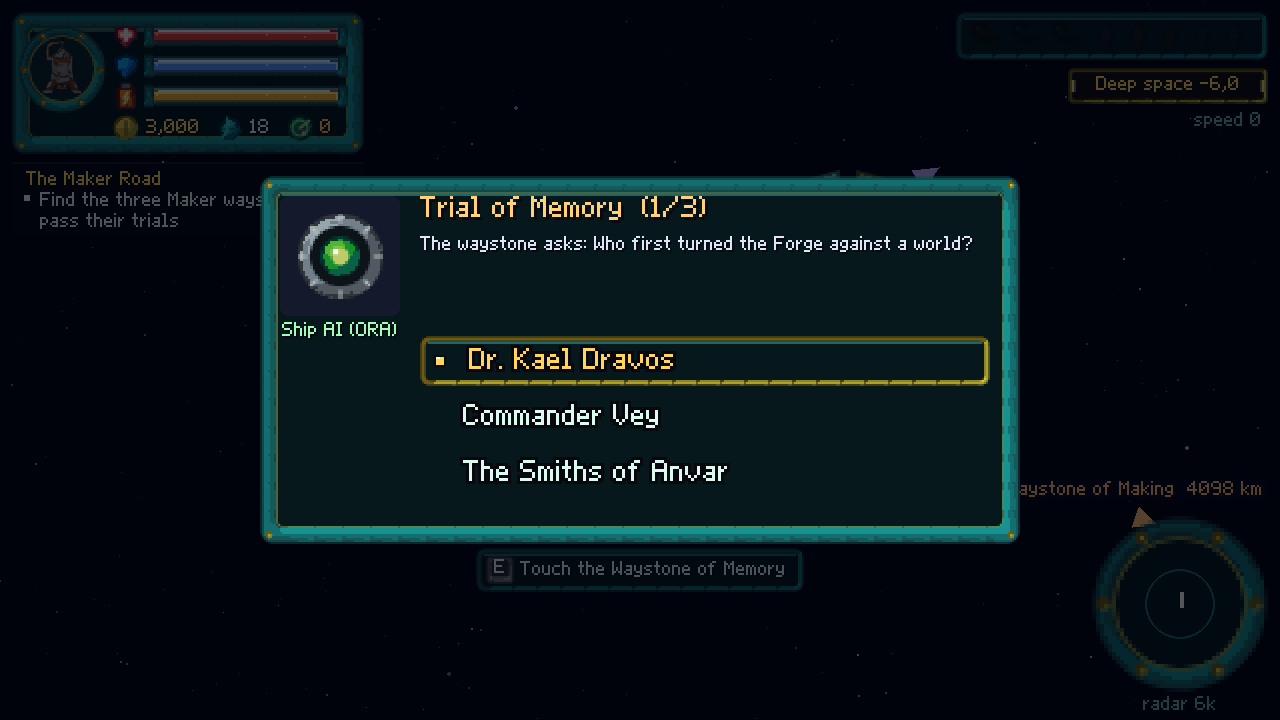 3,000 18 0
Deep space -6,0
speed 0
The Maker Road
Find the three Maker ways
pass their trials
Trial of Memory (1/3)
The waystone asks: Who first turned the Forge against a world?
Ship AI (ORA)
Dr. Kael Dravos
Commander Vey
The Smiths of Anvar
aystone of Making 4098 km
E Touch the Waystone of Memory
radar 6k